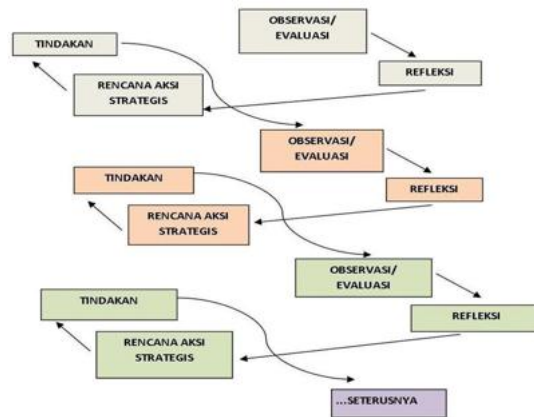 OBSERVASI/
EVALUASI
TINDAKAN
REFLEKSI
RENCANA AKSI
STRATEGIS
OBSERVASI/
EVALUASI
TINDAKAN
REFLEKSI
RENCANA AKSI
STRATEGIS
OBSERVASI/
EVALUASI
TINDAKAN
REFLEKSI
RENCANA AKSI
STRATEGIS
...SETERUSNYA